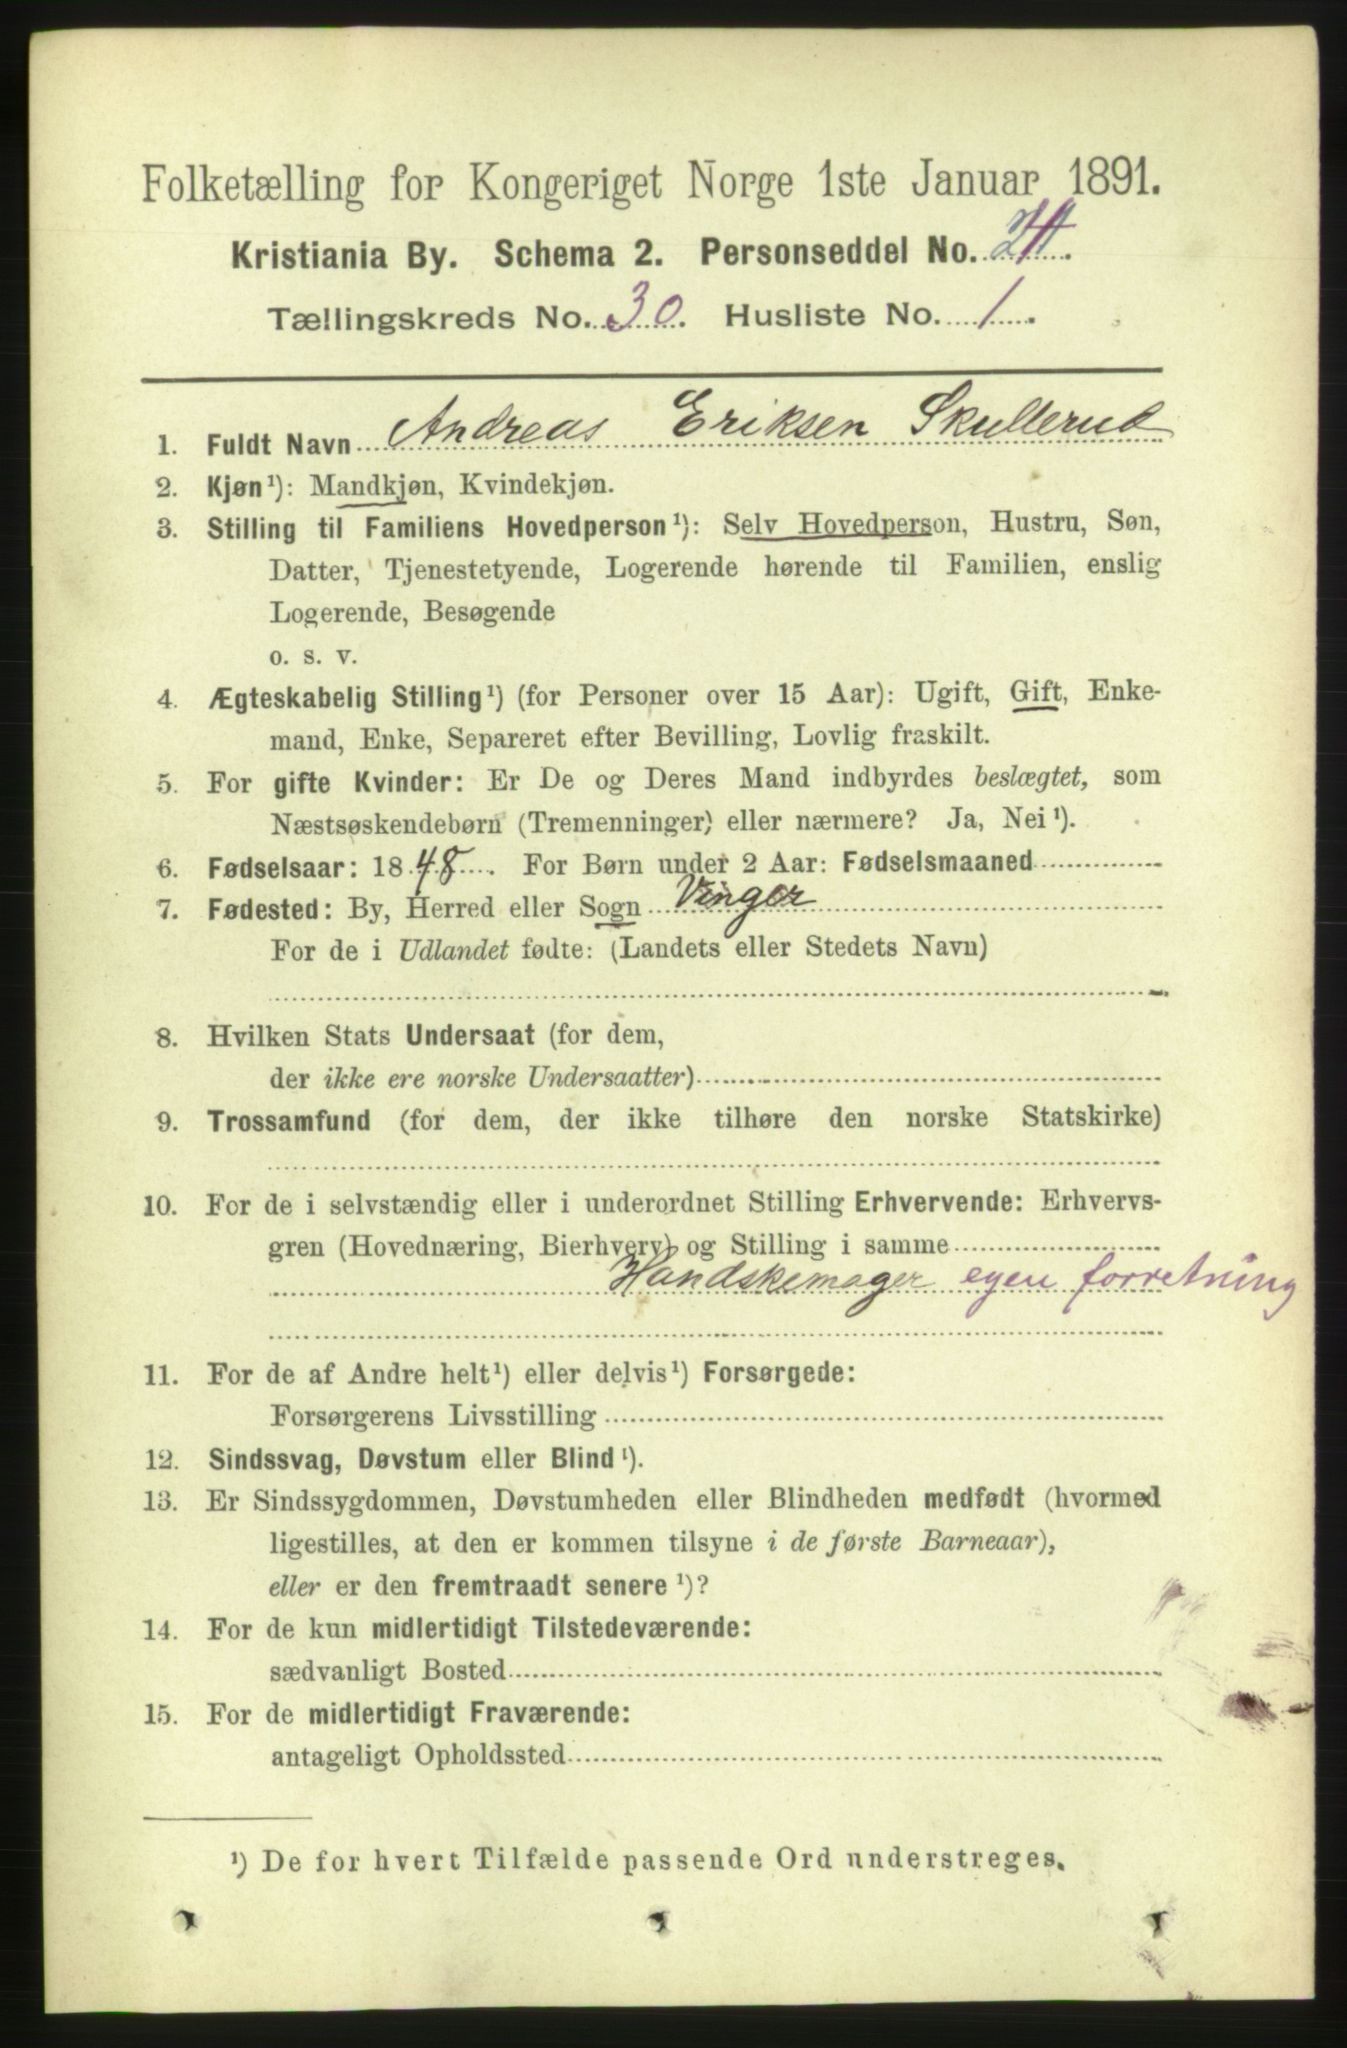 Folketælling for Kongeriget Norge 1ste Januar 1891.
Kristiania By. Schema 2. Personseddel No.
Tællingskreds No. 30. Husliste No. 1.
1. Fuldt Navn Andreas Eriksen Skullerud
2. Kjøn¹): Mandkjøn, Kvindekjøn.
3. Stilling til Familiens Hovedperson¹): Selv Hovedperson, Hustru, Søn,
Datter, Tjenestetyende, Logerende hørende til Familien, enslig
Logerende, Besøgende
o. s. v.
4. Ægteskabelig Stilling¹) (for Personer over 15 Aar): Ugift, Gift, Enke-
mand, Enke, Separeret efter Bevilling, Lovlig fraskilt.
5. For gifte Kvinder: Er De og Deres Mand indbyrdes beslægtet, som
Næstsøskendebørn (Tremenninger) eller nærmere? Ja, Nei¹).
6. Fødselsaar: 1848. For Børn under 2 Aar: Fødselsmaaned
7. Fødested: By, Herred eller Sogn Vinger
For de i Udlandet fødte: (Landets eller Stedets Navn)
8. Hvilken Stats Undersaat (for dem,
der ikke ere norske Undersaatter)
9. Trossamfund (for dem, der ikke tilhøre den norske Statskirke)
10. For de i selvstændig eller i underordnet Stilling Erhvervende: Erhvervs-
gren (Hovednæring, Bierhverv) og Stilling i samme
Handskemager egen forretning
11. For de af Andre helt¹) eller delvis¹) Forsørgede:
Forsørgerens Livsstilling
12. Sindssvag, Døvstum eller Blind¹).
13. Er Sindssygdommen, Døvstumheden eller Blindheden medfødt (hvormed
ligestilles, at den er kommen tilsyne i de første Barneaar),
eller er den fremtraadt senere¹)?
14. For de kun midlertidigt Tilstedeværende:
sædvanligt Bosted
15. For de midlertidigt Fraværende:
antageligt Opholdssted
¹) De for hvert Tilfælde passende Ord understreges.